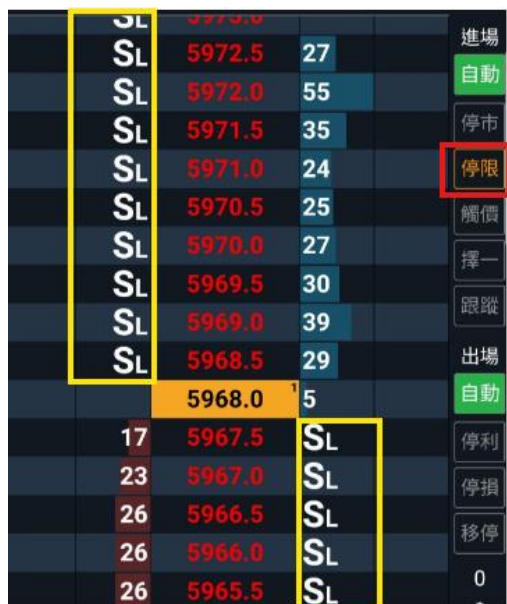 SL 5973.0
SL 5972.5 27
SL 5972.0 55
SL 5971.5 35
SL 5971.0 24
SL 5970.5 25
SL 5970.0 27
SL 5969.5 30
SL 5969.0 39
SL 5968.5 29
5968.0 1 5
17 5967.5 SL
23 5967.0 SL
26 5966.5 SL
26 5966.0 SL
26 5965.5 SL
進場
自動
停市
停限
觸價
擇一
跟蹤
出場
自動
停利
停損
移停
0